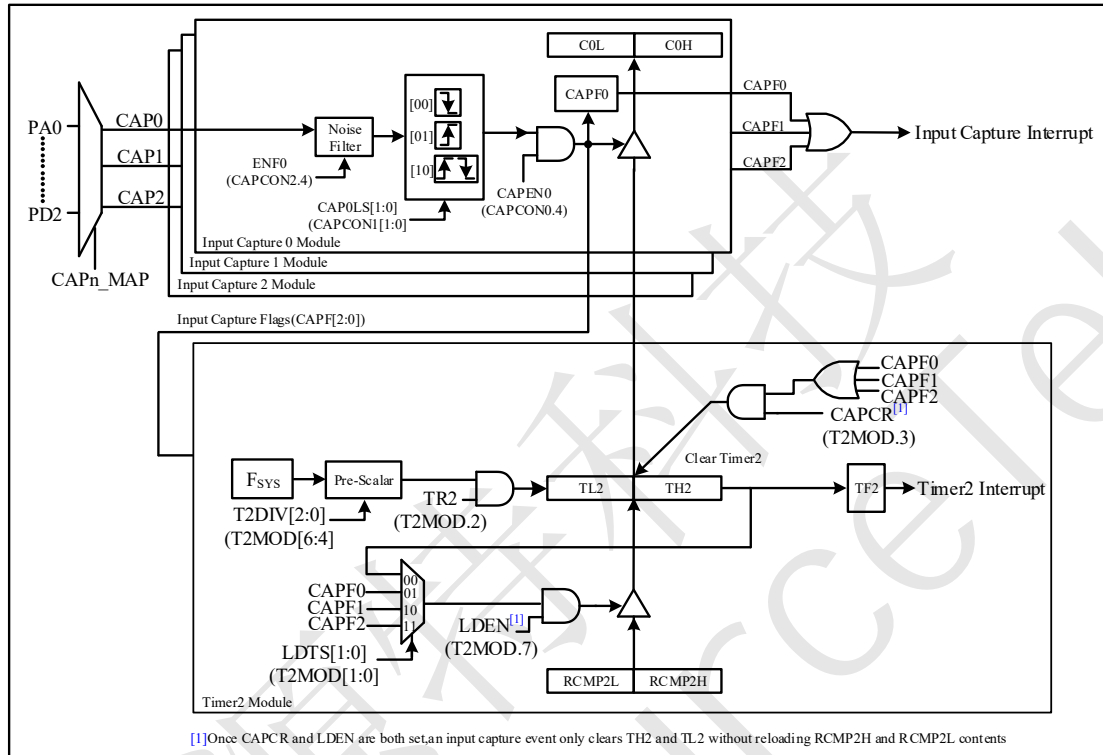 C0L C0H
CAPF0
CAPF0
[00]
PA0
CAP0
Noise
Filter
[01]
CAPF1
Input Capture Interrupt
CAP1
[10]
CAPF2
ENF0
(CAPCON2.4)
CAPEN0
(CAPCON0.4)
CAP2
PD2
CAP0LS[1:0]
(CAPCON1[1:0]
Input Capture 0 Module
Input Capture 1 Module
CAPn_MAP
Input Capture 2 Module
Input Capture Flags(CAPF[2:0])
CAPF0
CAPF1
CAPF2
CAPCR[1]
(T2MOD.3)
Clear Timer2
FSYS
Pre-Scalar
TL2 TH2
TF2
Timer2 Interrupt
TR2
(T2MOD.2)
T2DIV[2:0]
(T2MOD[6:4]
00
CAPF0
01
CAPF1
10
CAPF2
11
LDEN[1]
(T2MOD.7)
LDTS[1:0]
(T2MOD[1:0]
RCMP2L RCMP2H
Timer2 Module
[1]Once CAPCR and LDEN are both set,an input capture event only clears TH2 and TL2 without reloading RCMP2H and RCMP2L contents